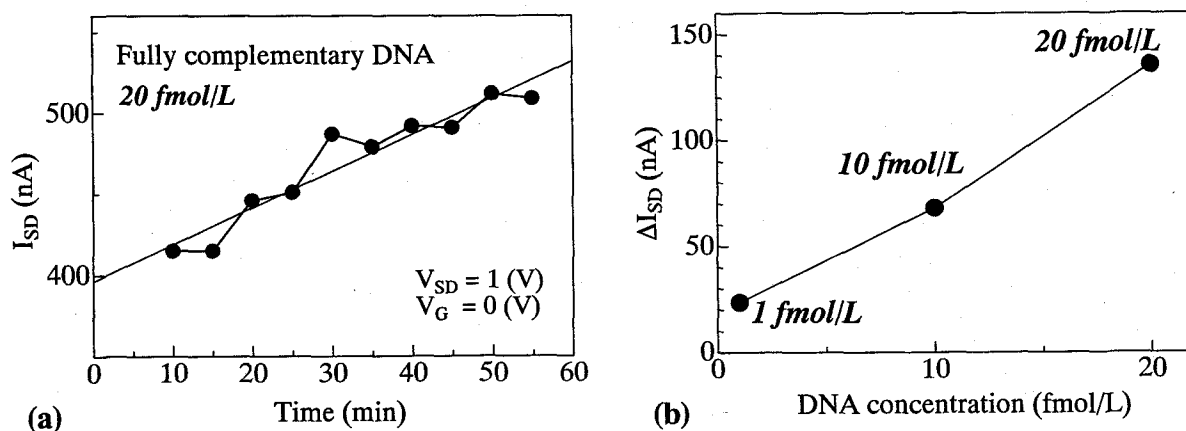 Fully complementary DNA
20 fmol/L
500
400
I_SD (nA)
V_SD = 1 (V)
V_G = 0 (V)
0 10 20 30 40 50 60
Time (min)
(a)
150
100
50
0
ΔI_SD (nA)
20 fmol/L
10 fmol/L
1 fmol/L
0 10 20
DNA concentration (fmol/L)
(b)